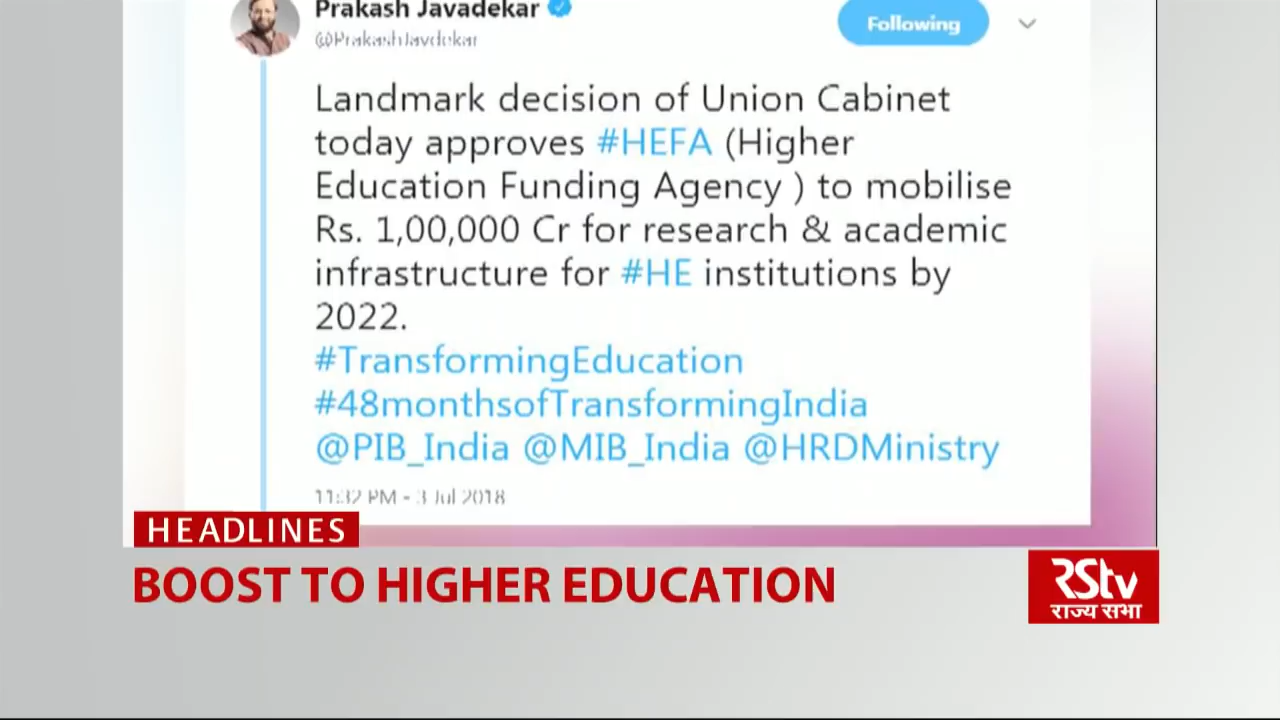 Prakash Javadekar
@PrakashJavdekar
Following
Landmark decision of Union Cabinet
today approves #HEFA (Higher
Education Funding Agency ) to mobilise
Rs. 1,00,000 Cr for research & academic
infrastructure for #HE institutions by
2022.
#TransformingEducation
#48monthsofTransformingIndia
@PIB_India @MIB_India @HRDMinistry
11:32 PM - 3 Jul 2018
HEADLINES
BOOST TO HIGHER EDUCATION
RStv
राज्य सभा